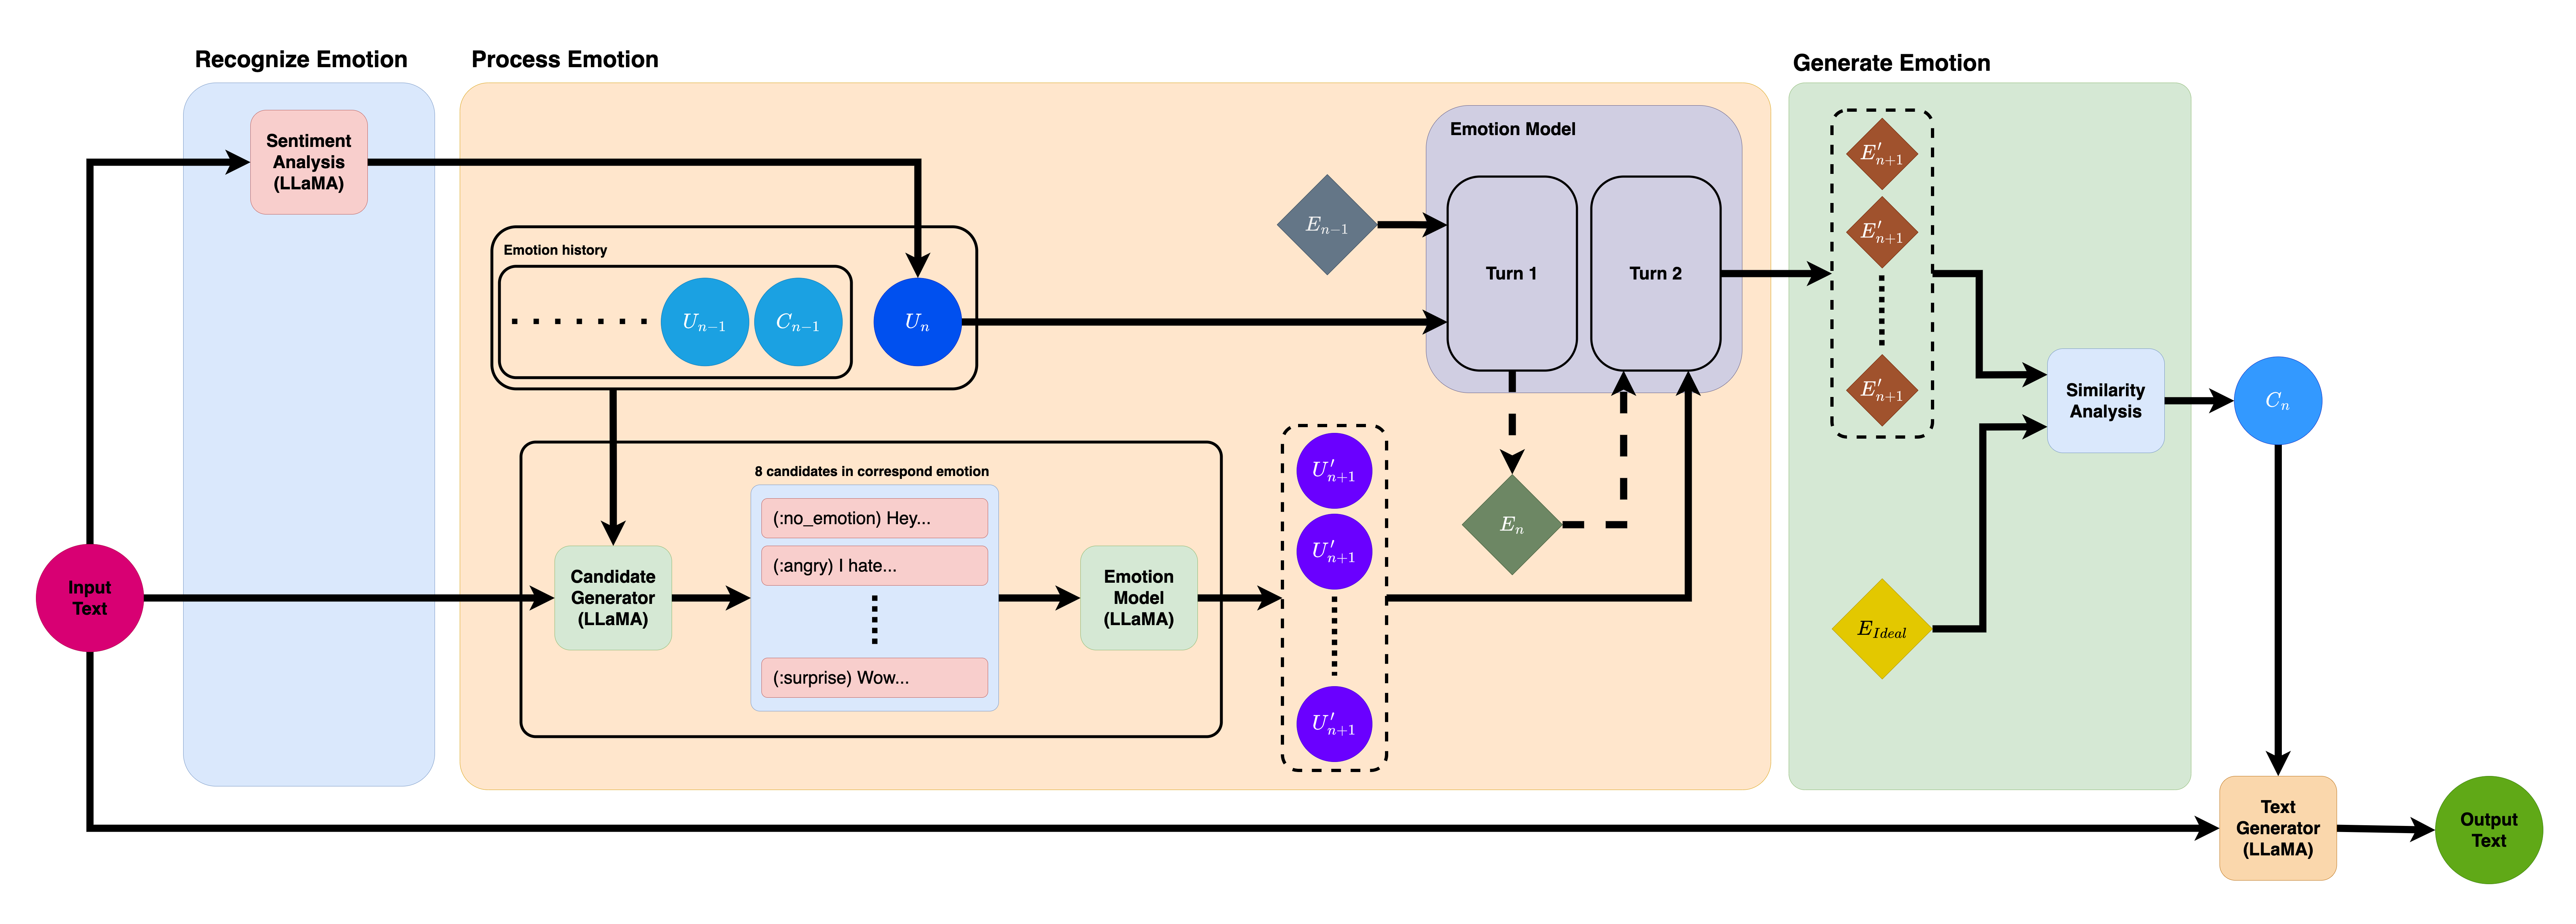 Recognize Emotion
Process Emotion
Generate Emotion
Sentiment
Analysis
(LLaMA)
Emotion history
U_{n-1}
C_{n-1}
U_n
E_{n-1}
Emotion Model
Turn 1
Turn 2
E'_{n+1}
E'_{n+1}
E'_{n+1}
Similarity
Analysis
C_n
8 candidates in correspond emotion
Input
Text
Candidate
Generator
(LLaMA)
(:no_emotion) Hey...
(:angry) I hate...
(:surprise) Wow...
Emotion
Model
(LLaMA)
U'_{n+1}
U'_{n+1}
U'_{n+1}
E_n
E_{Ideal}
Text
Generator
(LLaMA)
Output
Text